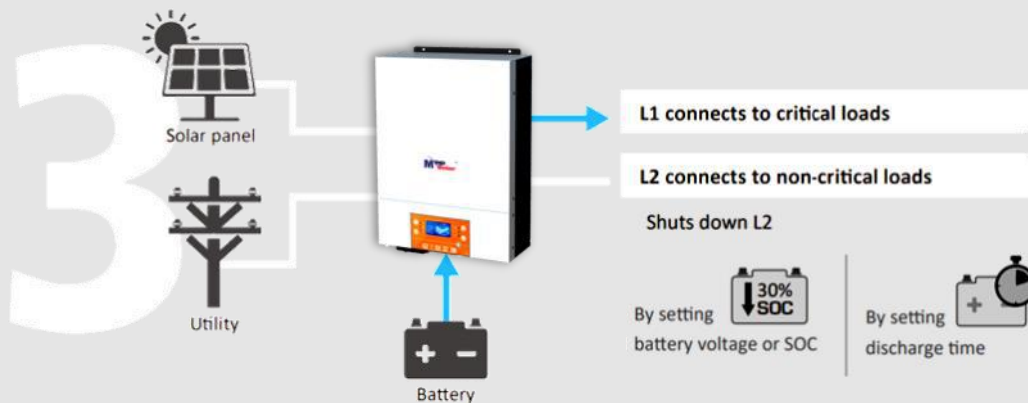 3
Solar panel
Utility
Battery
L1 connects to critical loads
L2 connects to non-critical loads
Shuts down L2
By setting
30%
SOC
battery voltage or SOC
By setting
discharge time